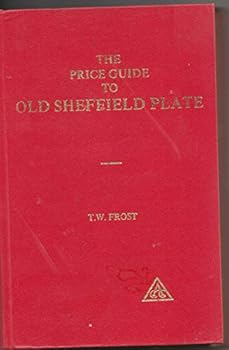 THE
PRICE GUIDE
TO
OLD SHEFFIELD PLATE
T.W. FROST